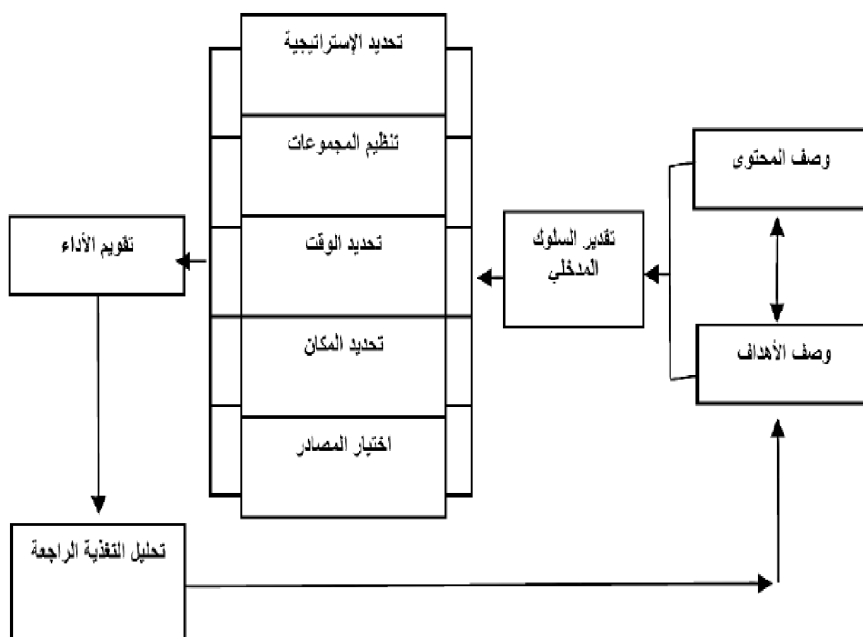 وصف المحتوى
وصف الأهداف
تقدير السلوك
المدخلي
تحديد الإستراتيجية
تنظيم المجموعات
تحديد الوقت
تحديد المكان
اختيار المصادر
تقويم الأداء
تحليل التغذية الراجعة